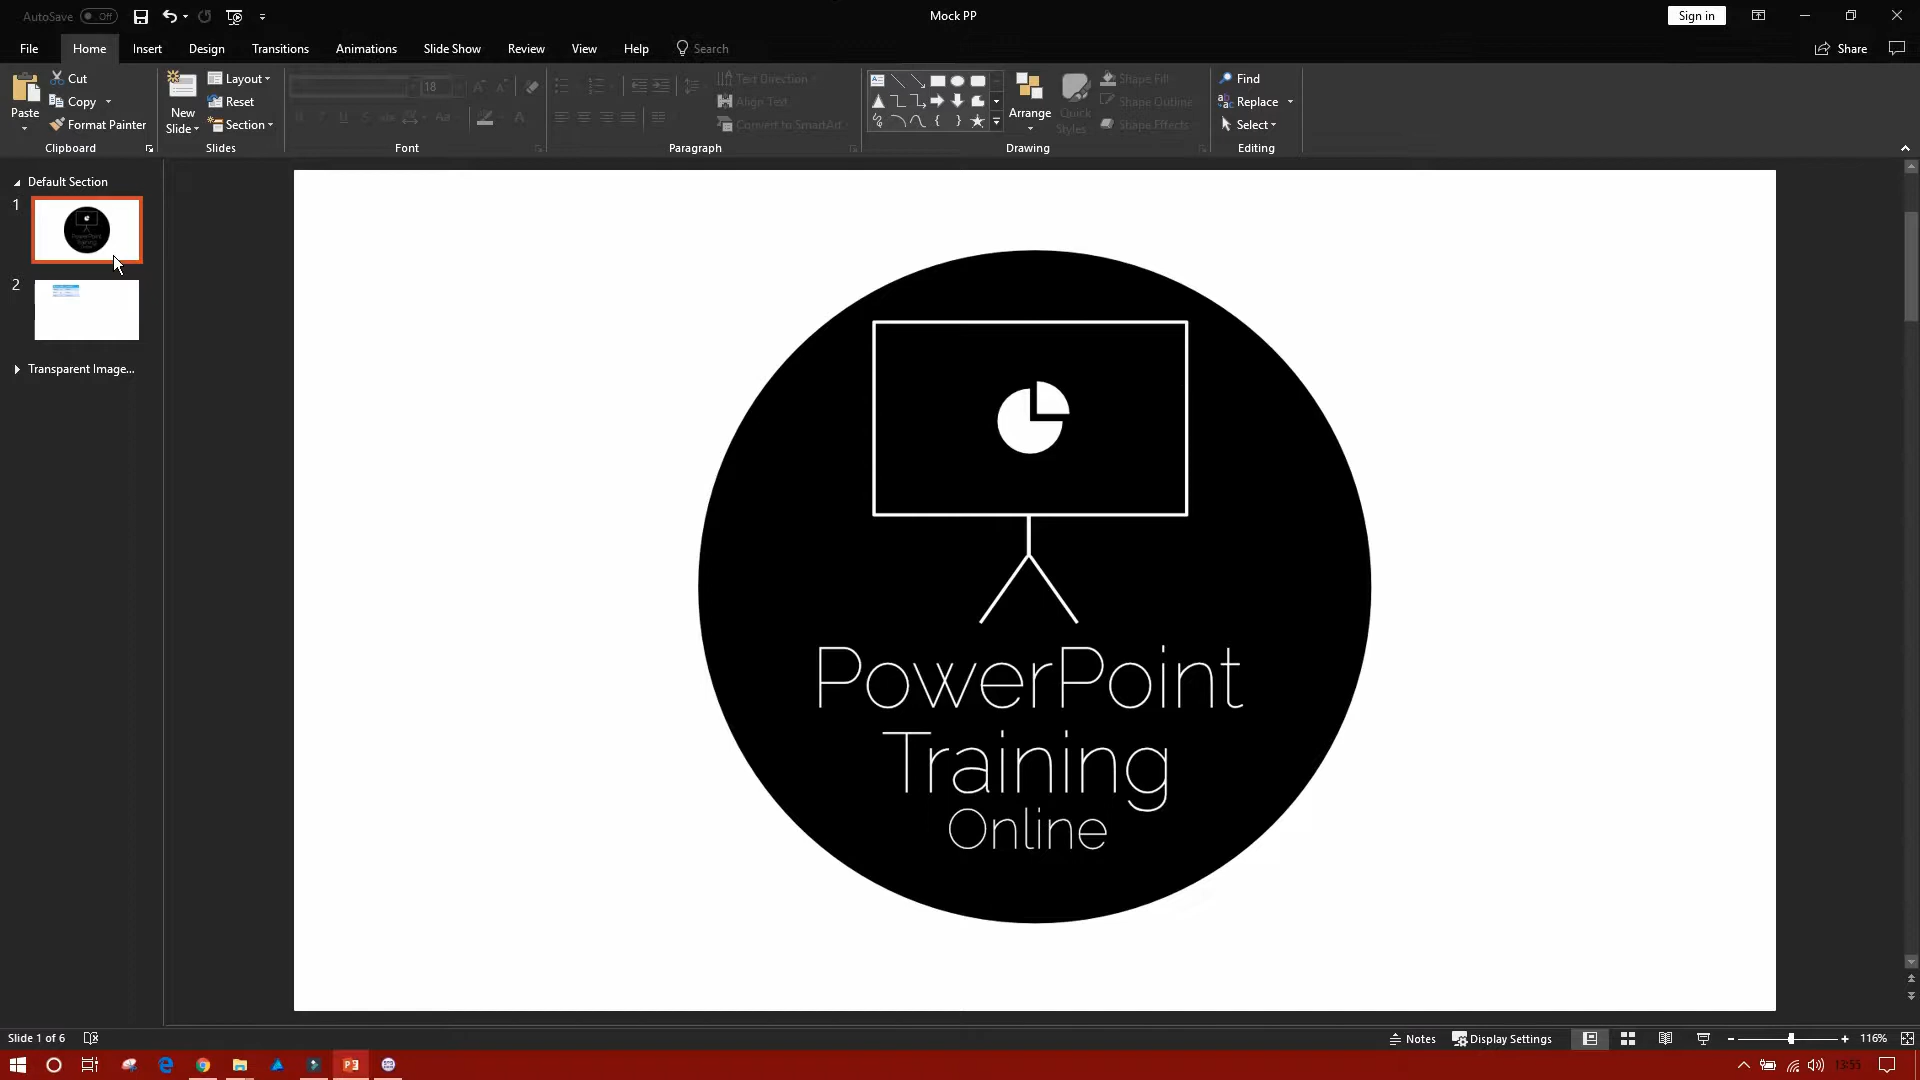 AutoSave Off
Mock PP
Sign in
File Home Insert Design Transitions Animations Slide Show Review View Help Search
Share
Paste
Cut
Copy
Format Painter
Clipboard
New
Slide
Layout
Reset
Section
Slides
18
Font
Text Direction
Align Text
Convert to SmartArt
Paragraph
Arrange
Quick
Styles
Shape Fill
Shape Outline
Shape Effects
Drawing
Find
Replace
Select
Editing
Default Section
1
2
Transparent Image...
PowerPoint
Training
Online
Slide 1 of 6
Notes
Display Settings
116%
13:55